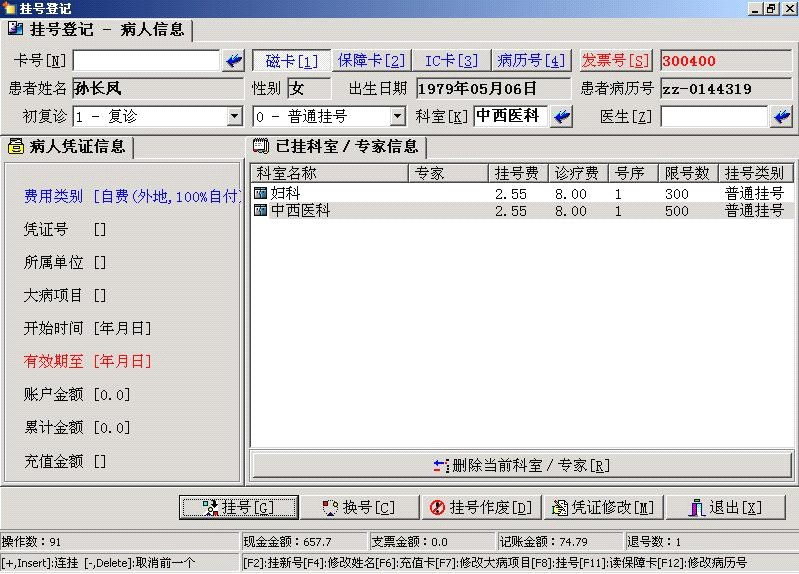 挂号登记
挂号登记 - 病人信息
卡号[N] 磁卡[1] 保障卡[2] IC卡[3] 病历号[4] 发票号[S] 300400
患者姓名 孙长风 性别 女 出生日期 1979年05月06日 患者病历号 zz-0144319
初复诊 1 - 复诊 0 - 普通挂号 科室[K] 中西医科 医生[Z]
病人凭证信息 已挂科室/专家信息
科室名称 专家 挂号费 诊疗费 号序 限号数 挂号类别
妇科 2.55 8.00 1 300 普通挂号
中西医科 2.55 8.00 1 500 普通挂号
费用类别 [自费(外地,100%自付)
凭证号 []
所属单位 []
大病项目 []
开始时间 [年月日]
有效期至 [年月日]
账户金额 [0.0]
累计金额 [0.0]
充值金额 []
删除当前科室/专家[R]
挂号[G] 换号[C] 挂号作废[D] 凭证修改[M] 退出[X]
操作数：91 现金金额：657.7 支票金额：0.0 记账金额：74.79 退号数：1
[+,Insert]:连挂 [-,Delete]:取消前一个 [F2]:挂新号[F4]:修改姓名[F6]:充值卡[F7]:修改大病项目[F8]:挂号[F11]:读保障卡[F12]:修改病历号